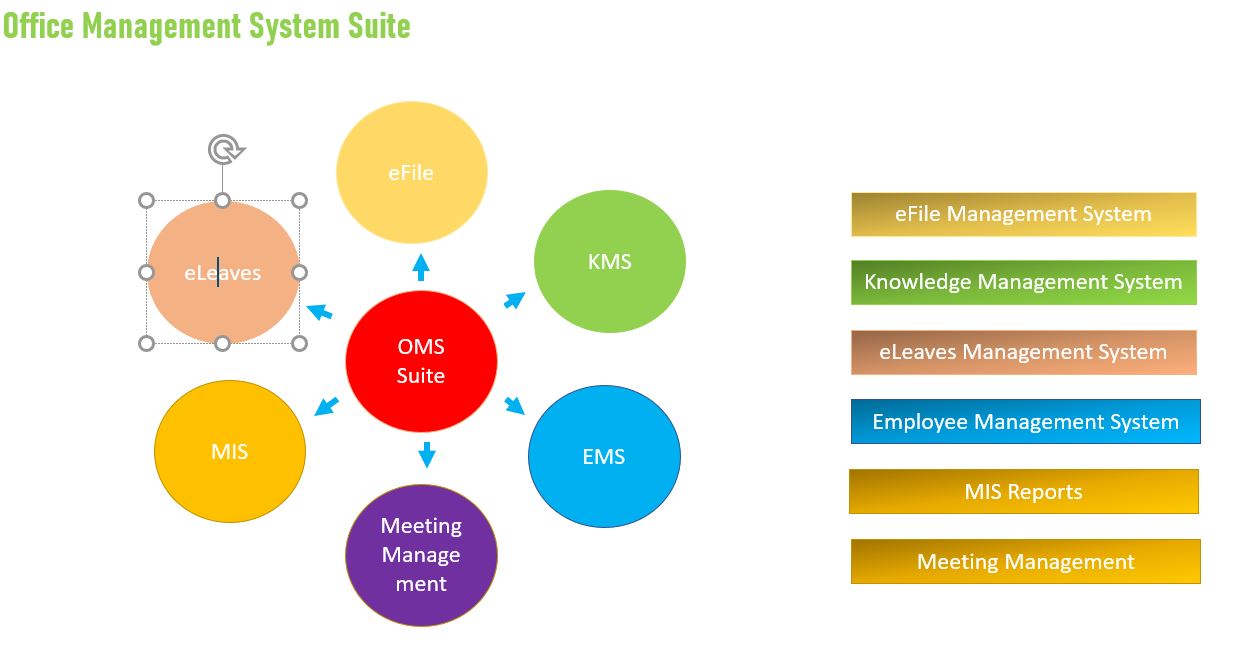 Office Management System Suite
eFile
eLeaves
KMS
OMS
Suite
MIS
EMS
Meeting
Manage
ment
eFile Management System
Knowledge Management System
eLeaves Management System
Employee Management System
MIS Reports
Meeting Management